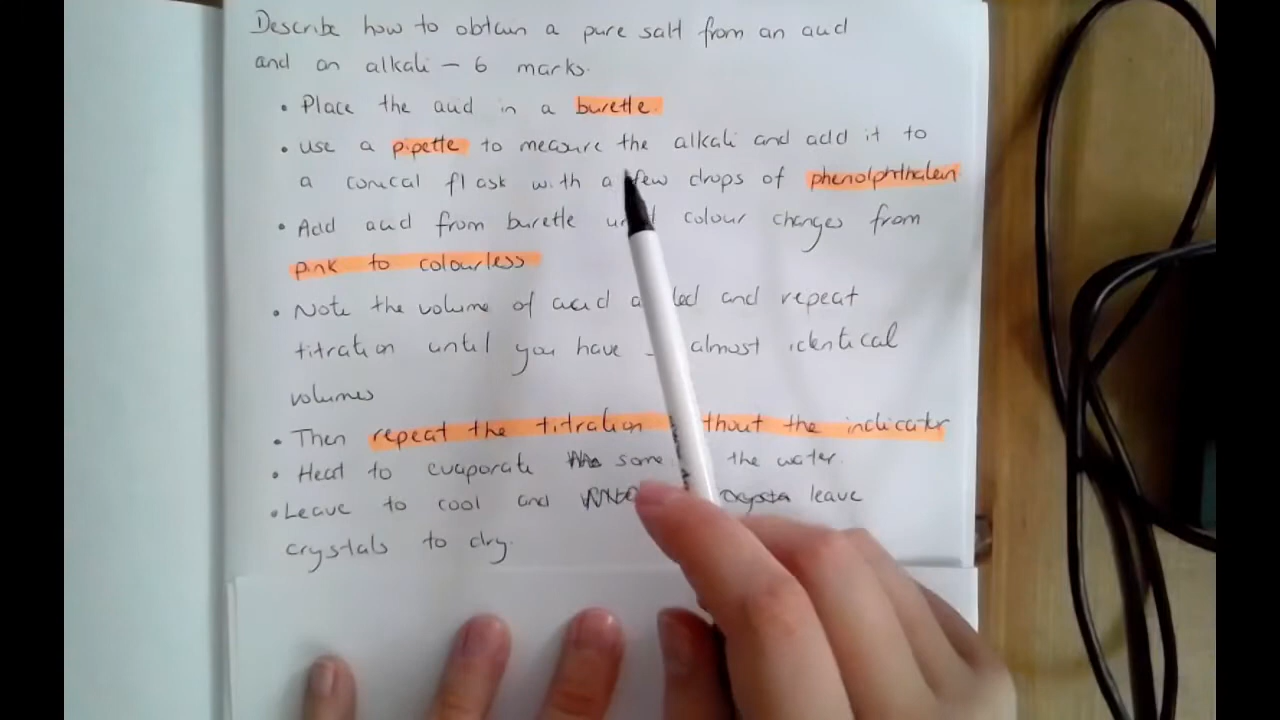 Describe how to obtain a pure salt from an acid
and an alkali – 6 marks.
• Place the acid in a burette.
• Use a pipette to measure the alkali and add it to
a conical flask with a few drops of phenolphthalein
• Add acid from burette until colour changes from
pink to colourless
• Note the volume of acid added and repeat
titration until you have almost identical
volumes
• Then repeat the titration without the indicator
• Heat to evaporate some the water.
• Leave to cool and leave
crystals to dry.